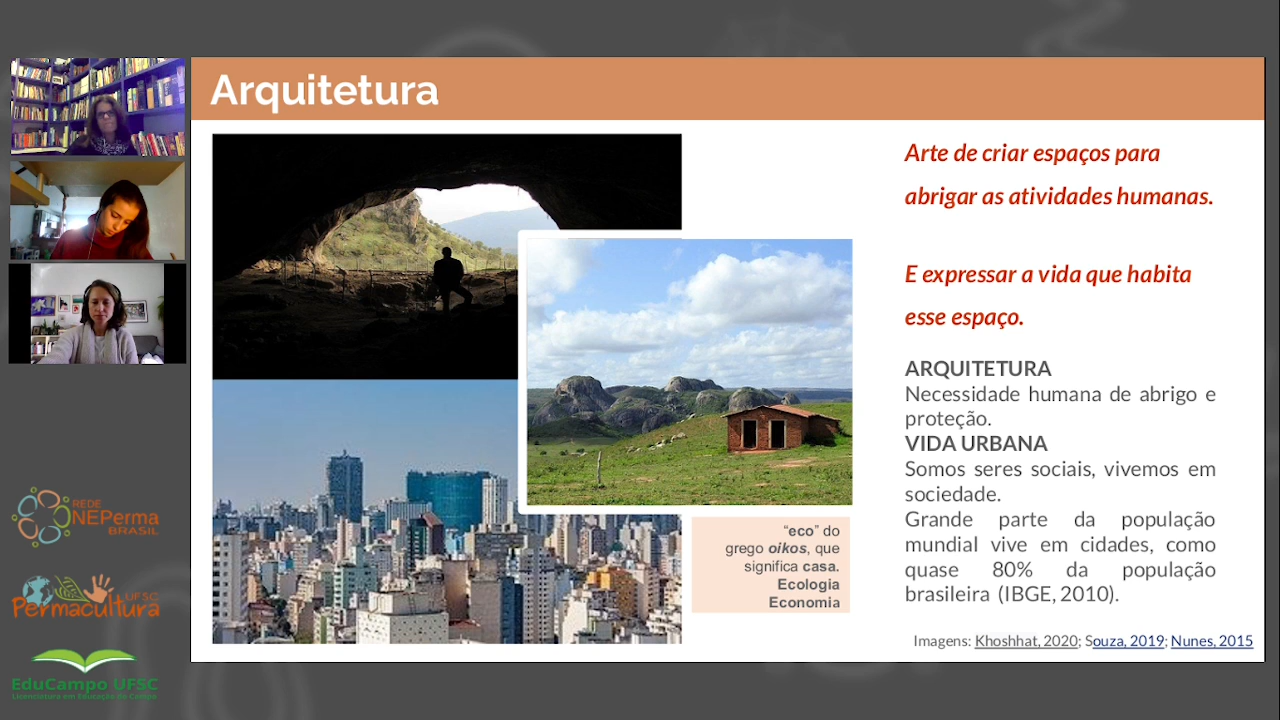 Arquitetura
Arte de criar espaços para
abrigar as atividades humanas.
E expressar a vida que habita
esse espaço.
ARQUITETURA
Necessidade humana de abrigo e
proteção.
VIDA URBANA
Somos seres sociais, vivemos em
sociedade.
Grande parte da população
mundial vive em cidades, como
quase 80% da população
brasileira (IBGE, 2010).
“eco” do
grego oikos, que
significa casa.
Ecologia
Economia
Imagens: Khoshhat, 2020; Souza, 2019; Nunes, 2015
REDE
NEPerma
BRASIL
UFSC
Permacultura
EduCampo UFSC
Licenciatura em Educação do Campo